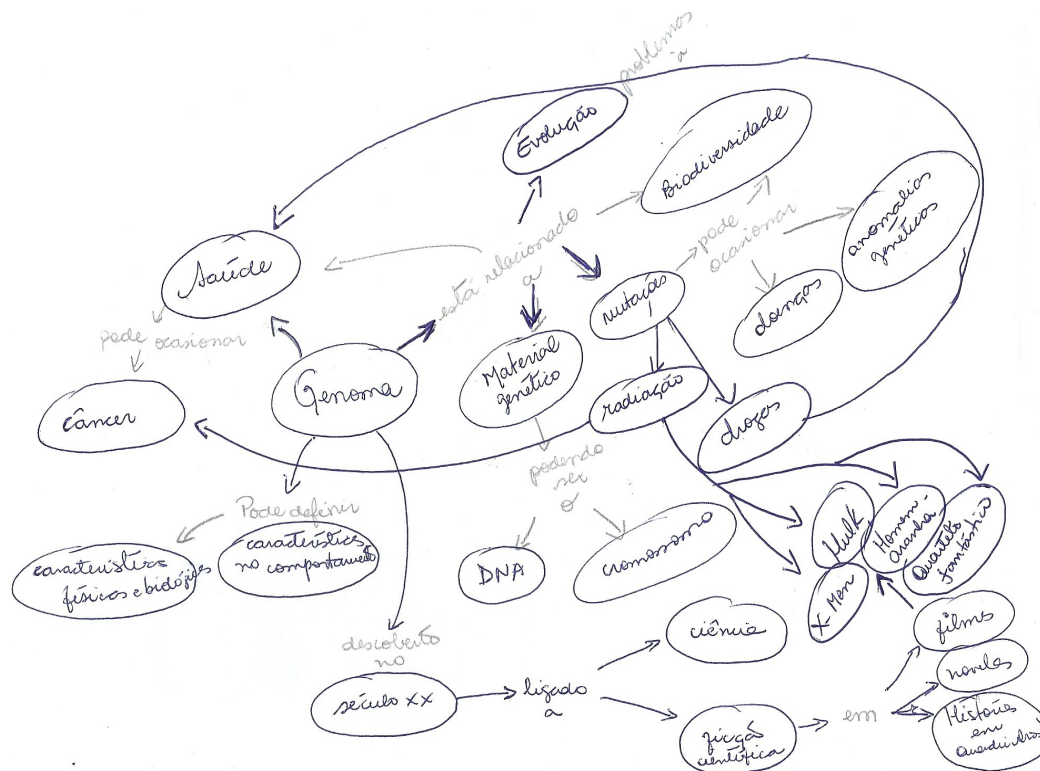 problemas
à
Evolução
Biodiversidade
anomalias
genéticas
Saúde
está relacionado
a
pode
ocasionar
mutações
doenças
pode ocasionar
Genoma
Material
genético
radiação
drogas
câncer
podendo
ser
o
Pode definir
características
físicas e biológicas
características
no comportamento
DNA
cromossomo
Hulk
Homem-
aranha
Quarteto
fantástico
X Men
descoberto
no
século XX
ligado
a
ciência
ficção
científica
em
films
novelas
Histórias
em
Quadrinhos